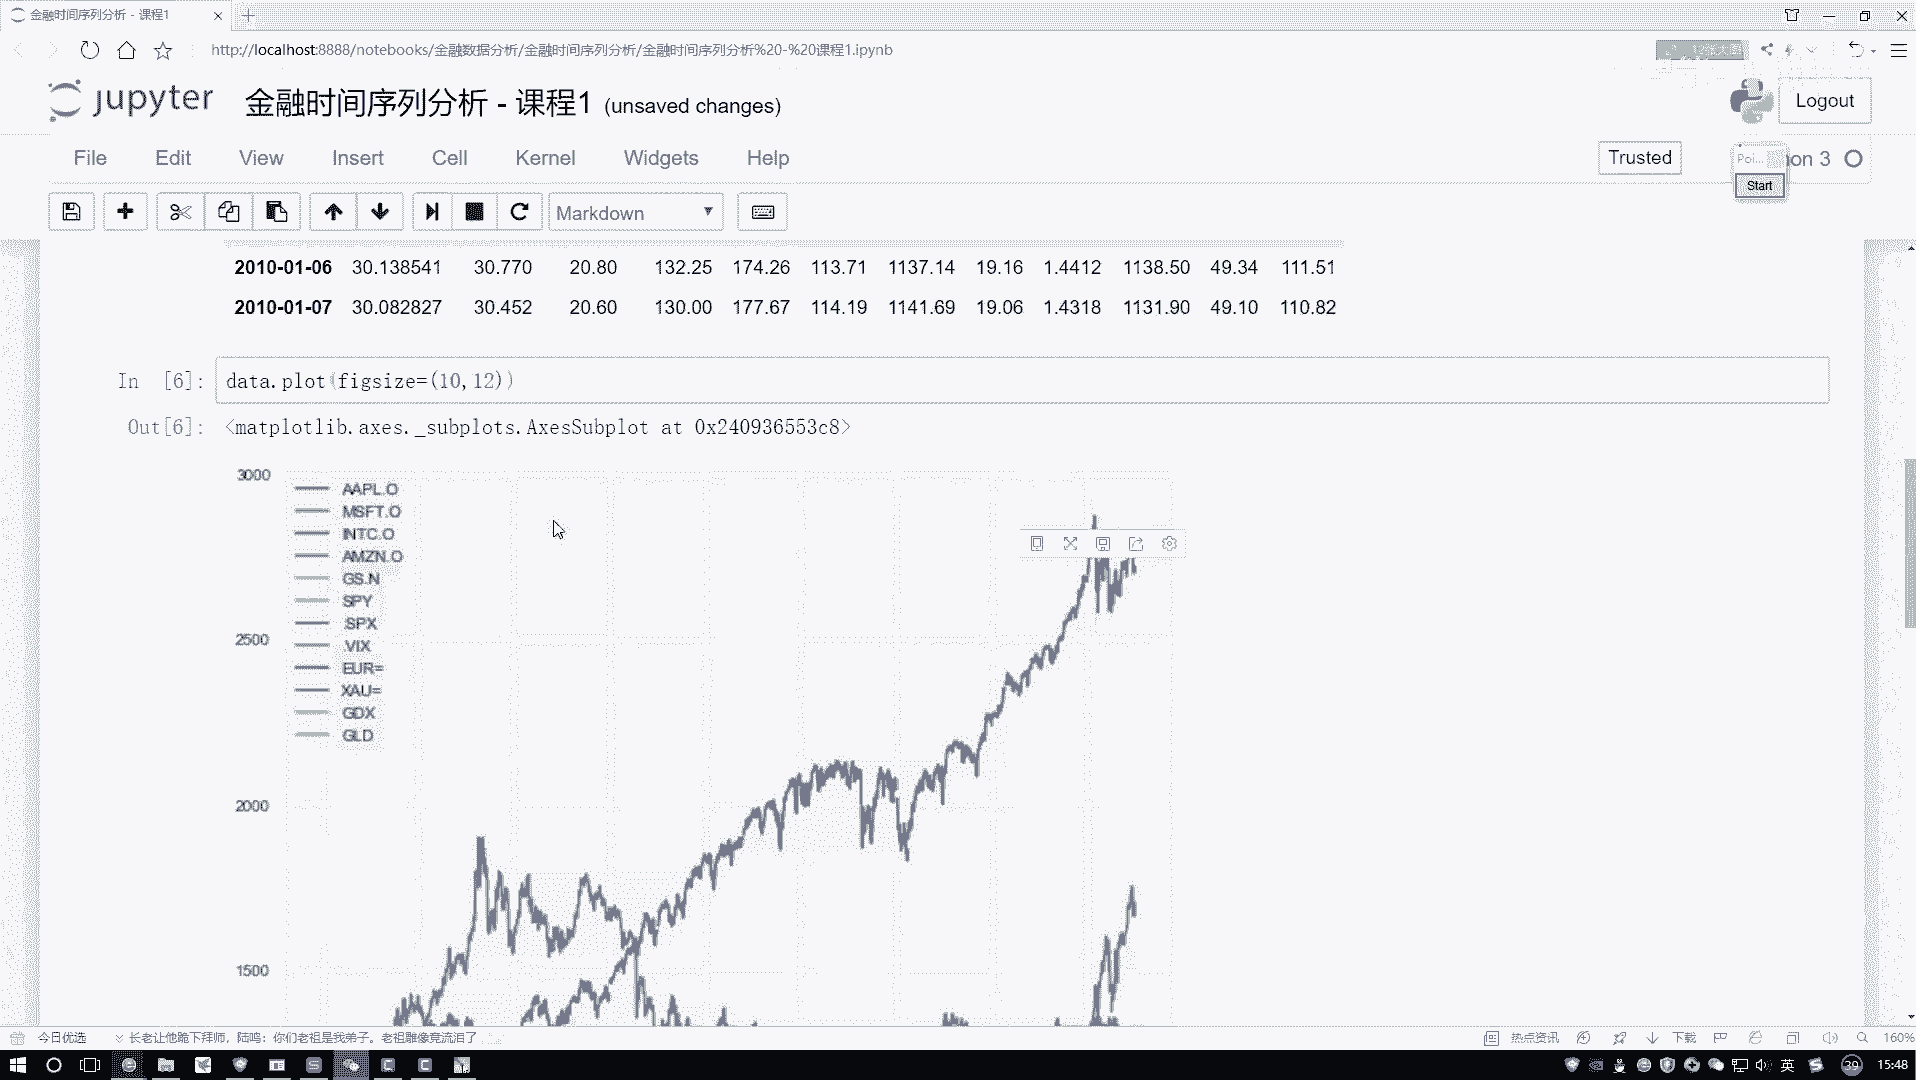 金融时间序列分析 - 课程1
http://localhost:8888/notebooks/金融数据分析/金融时间序列分析/金融时间序列分析%20-%20课程1.ipynb
12张大图
jupyter 金融时间序列分析 - 课程1 (unsaved changes)
Logout
File Edit View Insert Cell Kernel Widgets Help
Trusted
Poi... hon 3
Start
Markdown
2010-01-06 30.138541 30.770 20.80 132.25 174.26 113.71 1137.14 19.16 1.4412 1138.50 49.34 111.51
2010-01-07 30.082827 30.452 20.60 130.00 177.67 114.19 1141.69 19.06 1.4318 1131.90 49.10 110.82
In [6]: data.plot(figsize=(10,12))
Out[6]: <matplotlib.axes._subplots.AxesSubplot at 0x240936553c8>
3000
AAPL.O
MSFT.O
INTC.O
AMZN.O
GS.N
SPY
.SPX
.VIX
EUR=
XAU=
GDX
GLD
2500
2000
1500
今日优选 长老让他跪下拜师，陆鸣：你们老祖是我弟子。老祖雕像竟流泪了
热点资讯 下载 160%
英 39 15:48